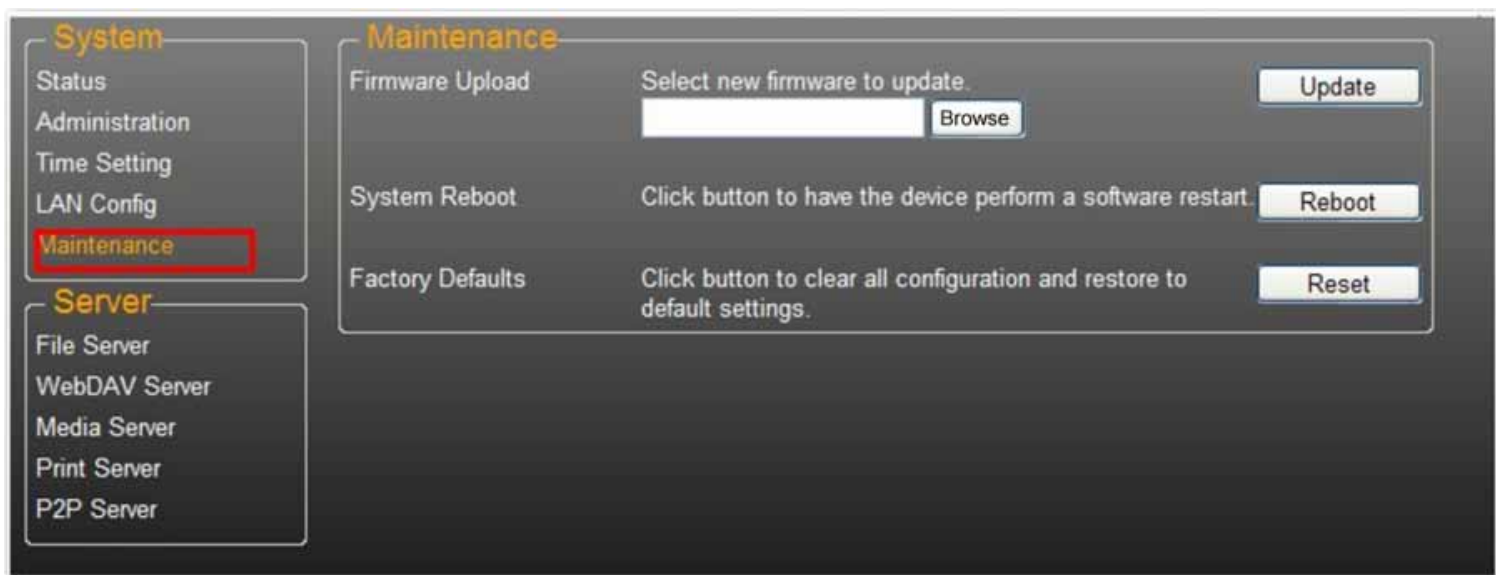 System
Status
Administration
Time Setting
LAN Config
Maintenance
Server
File Server
WebDAV Server
Media Server
Print Server
P2P Server
Maintenance
Firmware Upload
Select new firmware to update.
Browse
Update
System Reboot
Click button to have the device perform a software restart.
Reboot
Factory Defaults
Click button to clear all configuration and restore to
default settings.
Reset